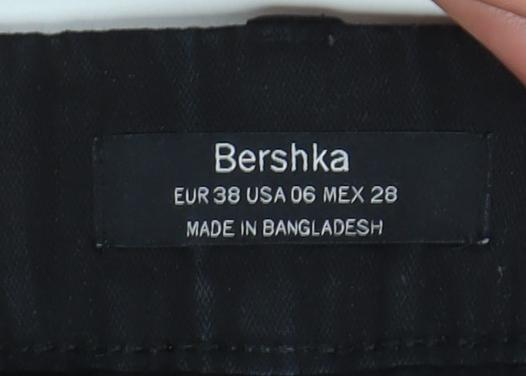 Bershka
EUR 38 USA 06 MEX 28
MADE IN BANGLADESH